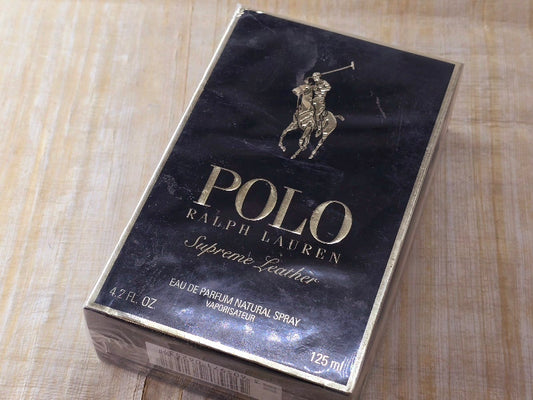 POLO
RALPH LAUREN
Supreme Leather
EAU DE PARFUM NATURAL SPRAY
VAPORISATEUR
4.2 FL. OZ
125 ml